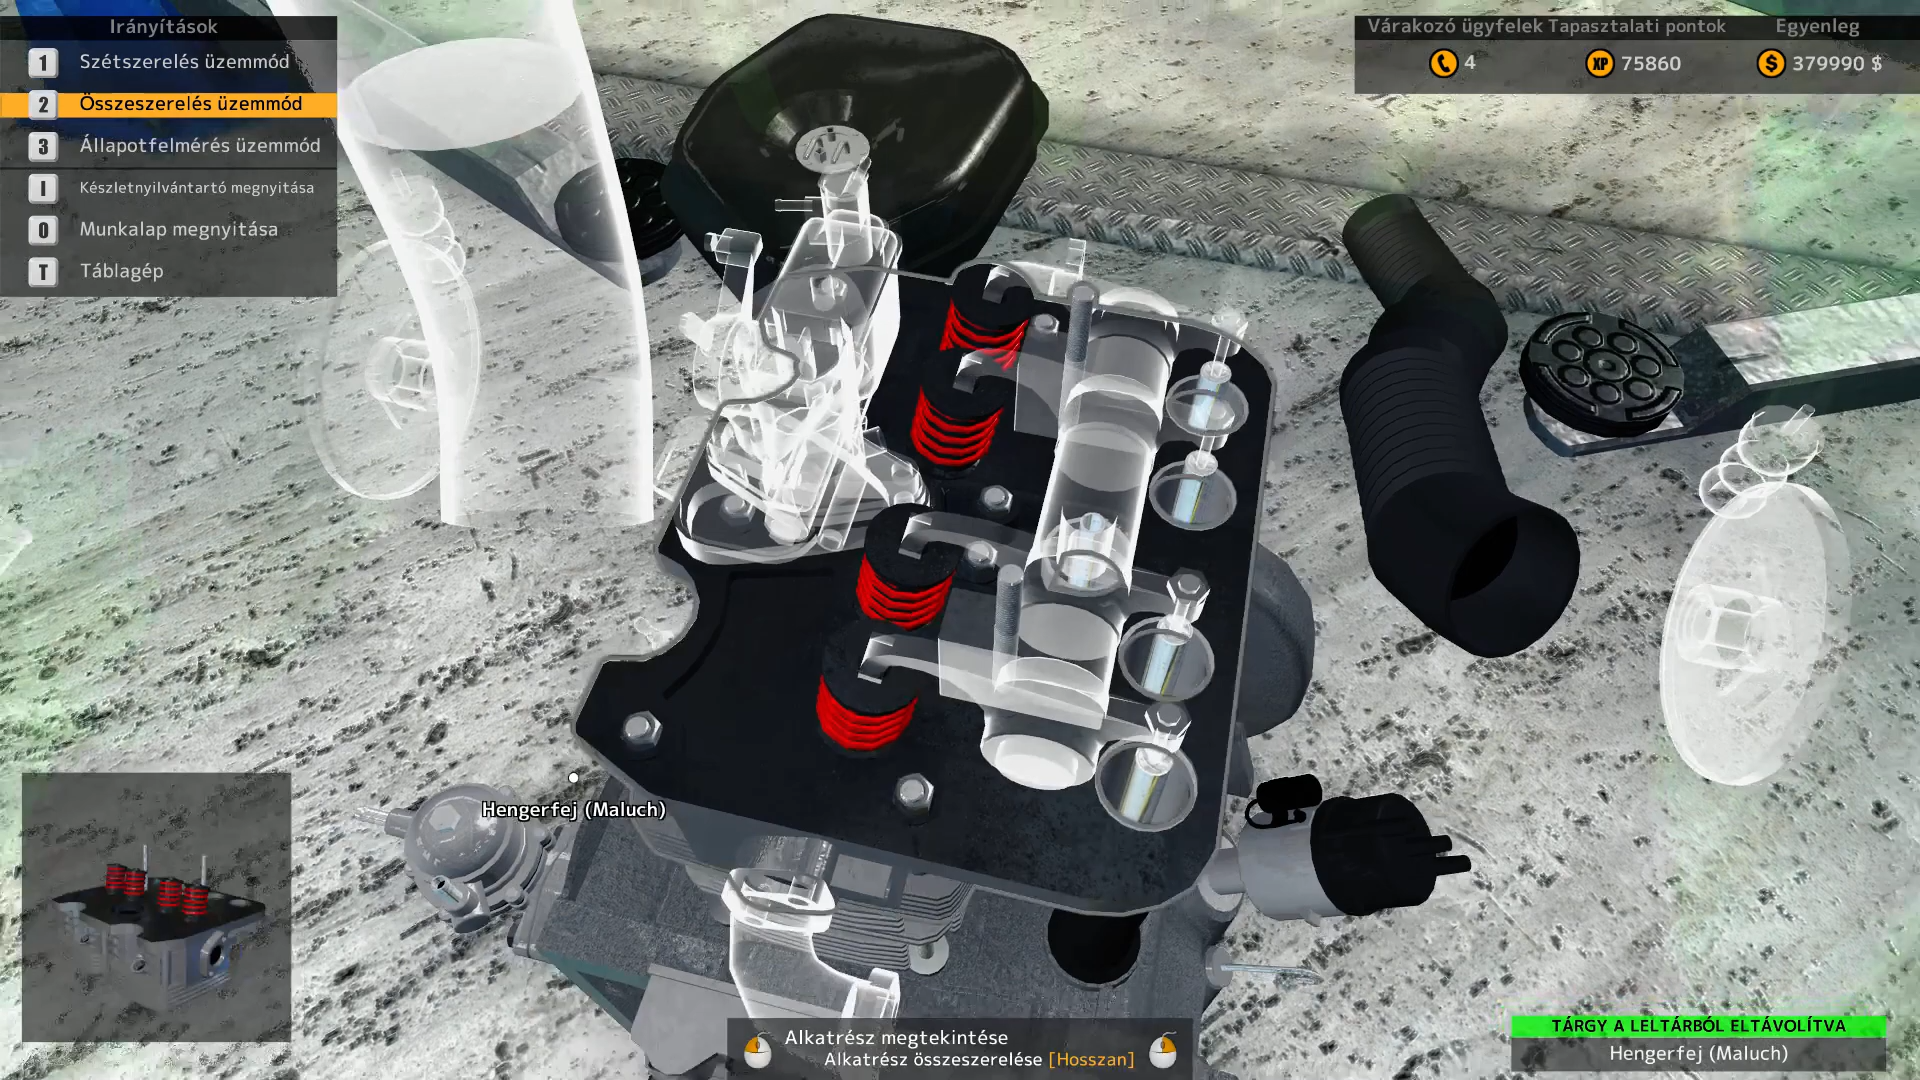 Irányítások
1 Szétszerelés üzemmód
2 Összeszerelés üzemmód
3 Állapotfelmérés üzemmód
I Készletnyilvántartó megnyitása
O Munkalap megnyitása
T Táblagép
Várakozó ügyfelek Tapasztalati pontok Egyenleg
4 XP 75860 $ 379990 $
Hengerfej (Maluch)
Alkatrész megtekintése
Alkatrész összeszerelése [Hosszan]
TÁRGY A LELTÁRBÓL ELTÁVOLÍTVA
Hengerfej (Maluch)